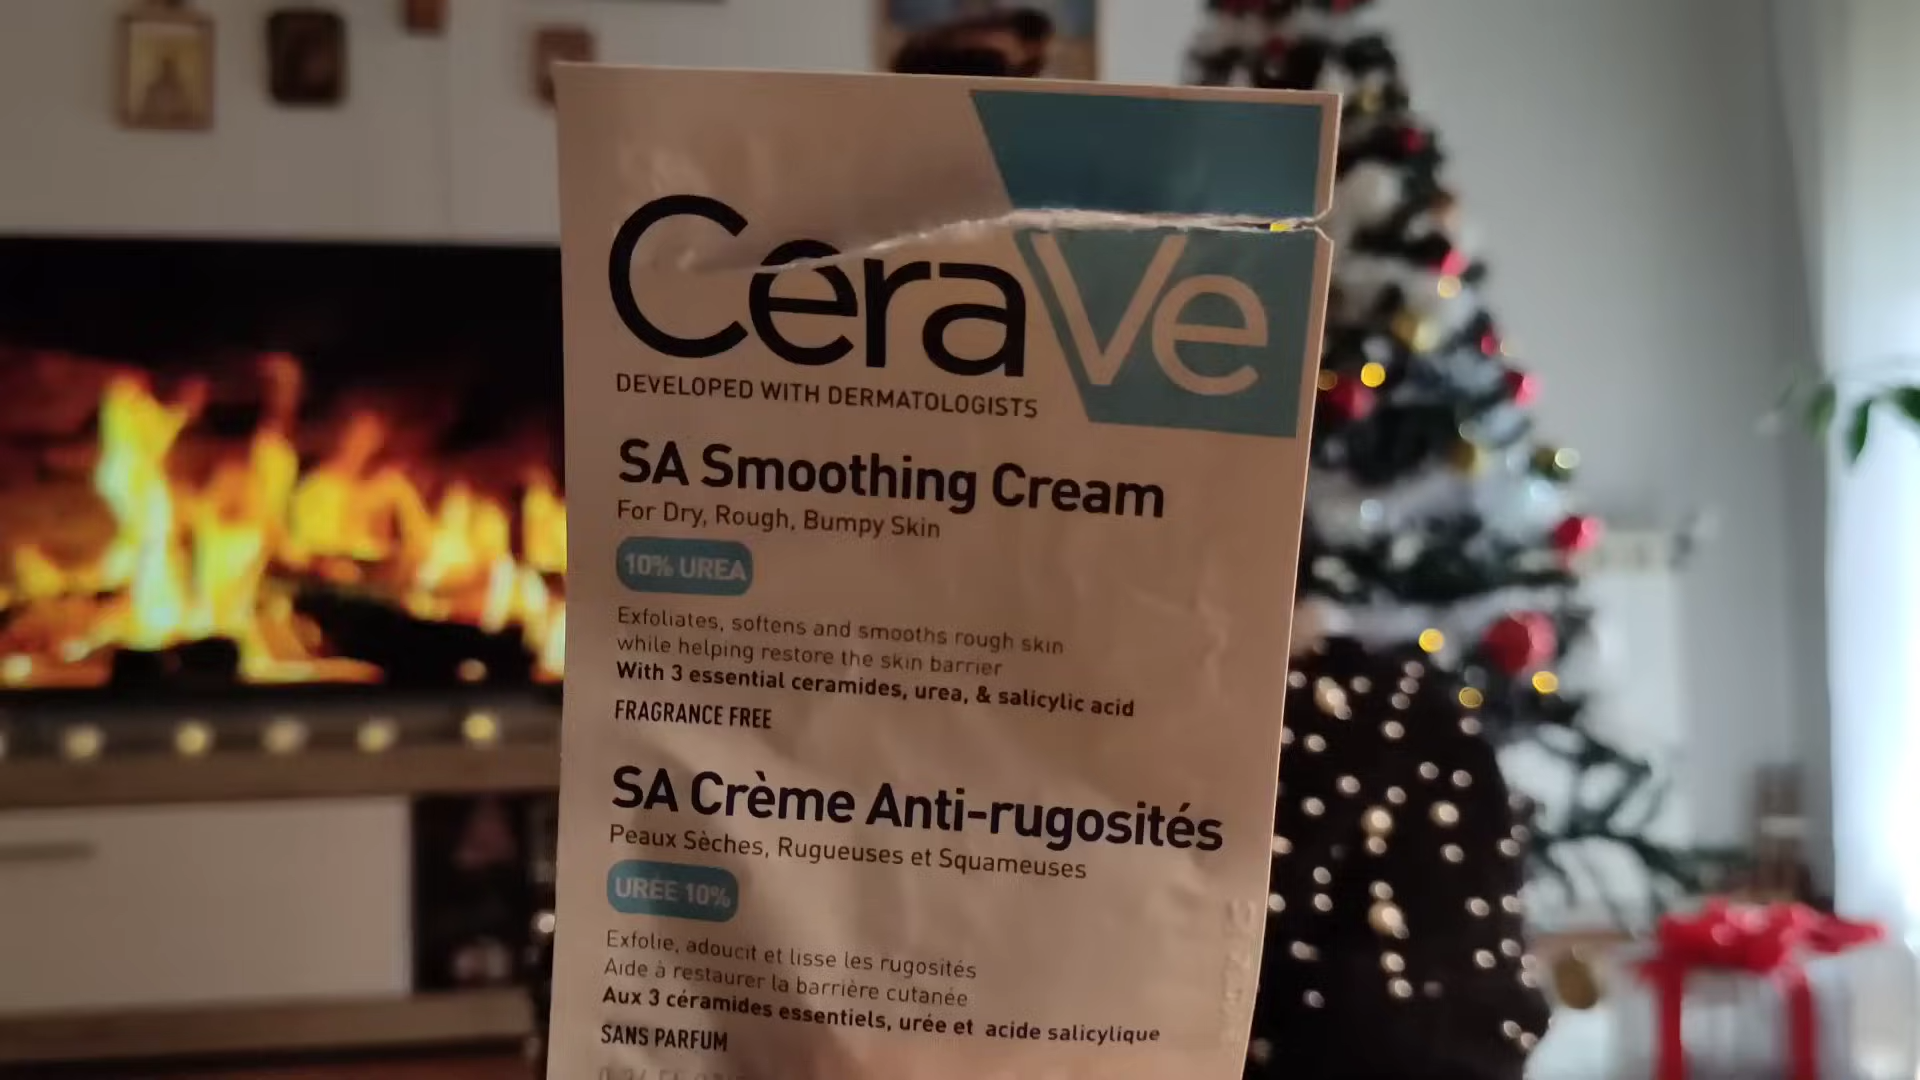 CeraVe
DEVELOPED WITH DERMATOLOGISTS
SA Smoothing Cream
For Dry, Rough, Bumpy Skin
10% UREA
Exfoliates, softens and smooths rough skin
while helping restore the skin barrier
With 3 essential ceramides, urea, & salicylic acid
FRAGRANCE FREE
SA Crème Anti-rugosités
Peaux Sèches, Rugueuses et Squameuses
URÉE 10%
Exfolie, adoucit et lisse les rugosités
Aide à restaurer la barrière cutanée
Aux 3 céramides essentiels, urée et acide salicylique
SANS PARFUM